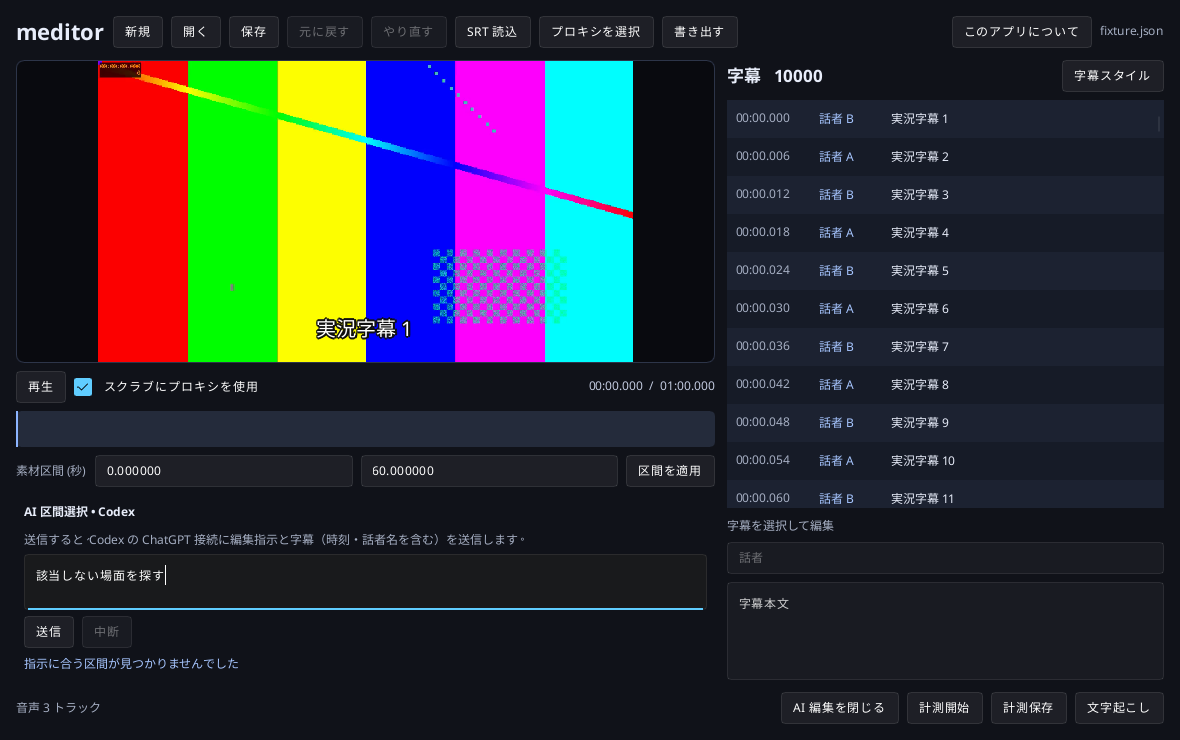 meditor 新規 開く 保存 元に戻す やり直す SRT 読込 プロキシを選択 書き出す このアプリについて fixture.json
実況字幕 1
再生 スクラブにプロキシを使用 00:00.000 / 01:00.000
素材区間 (秒) 0.000000 60.000000 区間を適用
AI 区間選択 • Codex
送信すると、Codex の ChatGPT 接続に編集指示と字幕（時刻・話者名を含む）を送信します。
該当しない場面を探す
送信 中断
指示に合う区間が見つかりませんでした
音声 3 トラック
字幕 10000 字幕スタイル
00:00.000 話者 B 実況字幕 1
00:00.006 話者 A 実況字幕 2
00:00.012 話者 B 実況字幕 3
00:00.018 話者 A 実況字幕 4
00:00.024 話者 B 実況字幕 5
00:00.030 話者 A 実況字幕 6
00:00.036 話者 B 実況字幕 7
00:00.042 話者 A 実況字幕 8
00:00.048 話者 B 実況字幕 9
00:00.054 話者 A 実況字幕 10
00:00.060 話者 B 実況字幕 11
字幕を選択して編集
話者
字幕本文
AI 編集を閉じる 計測開始 計測保存 文字起こし